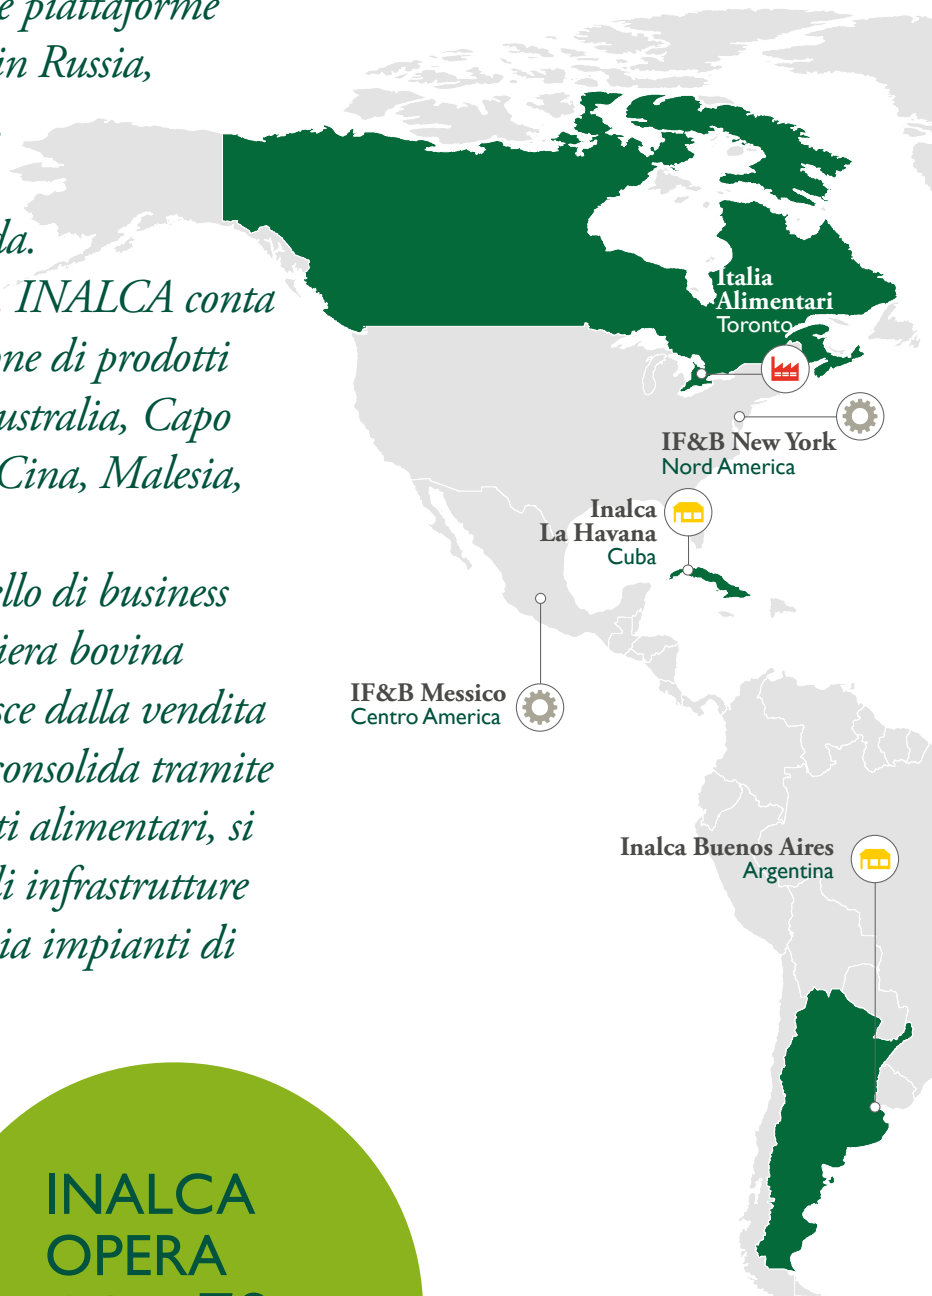 e piattaforme
in Russia,
da.
INALCA conta
one di prodotti
ustralia, Capo
Cina, Malesia,
ello di business
iera bovina
sce dalla vendita
consolida tramite
ti alimentari, si
li infrastrutture
ia impianti di
INALCA
OPERA
Italia
Alimentari
Toronto
IF&B New York
Nord America
Inalca
La Havana
Cuba
IF&B Messico
Centro America
Inalca Buenos Aires
Argentina